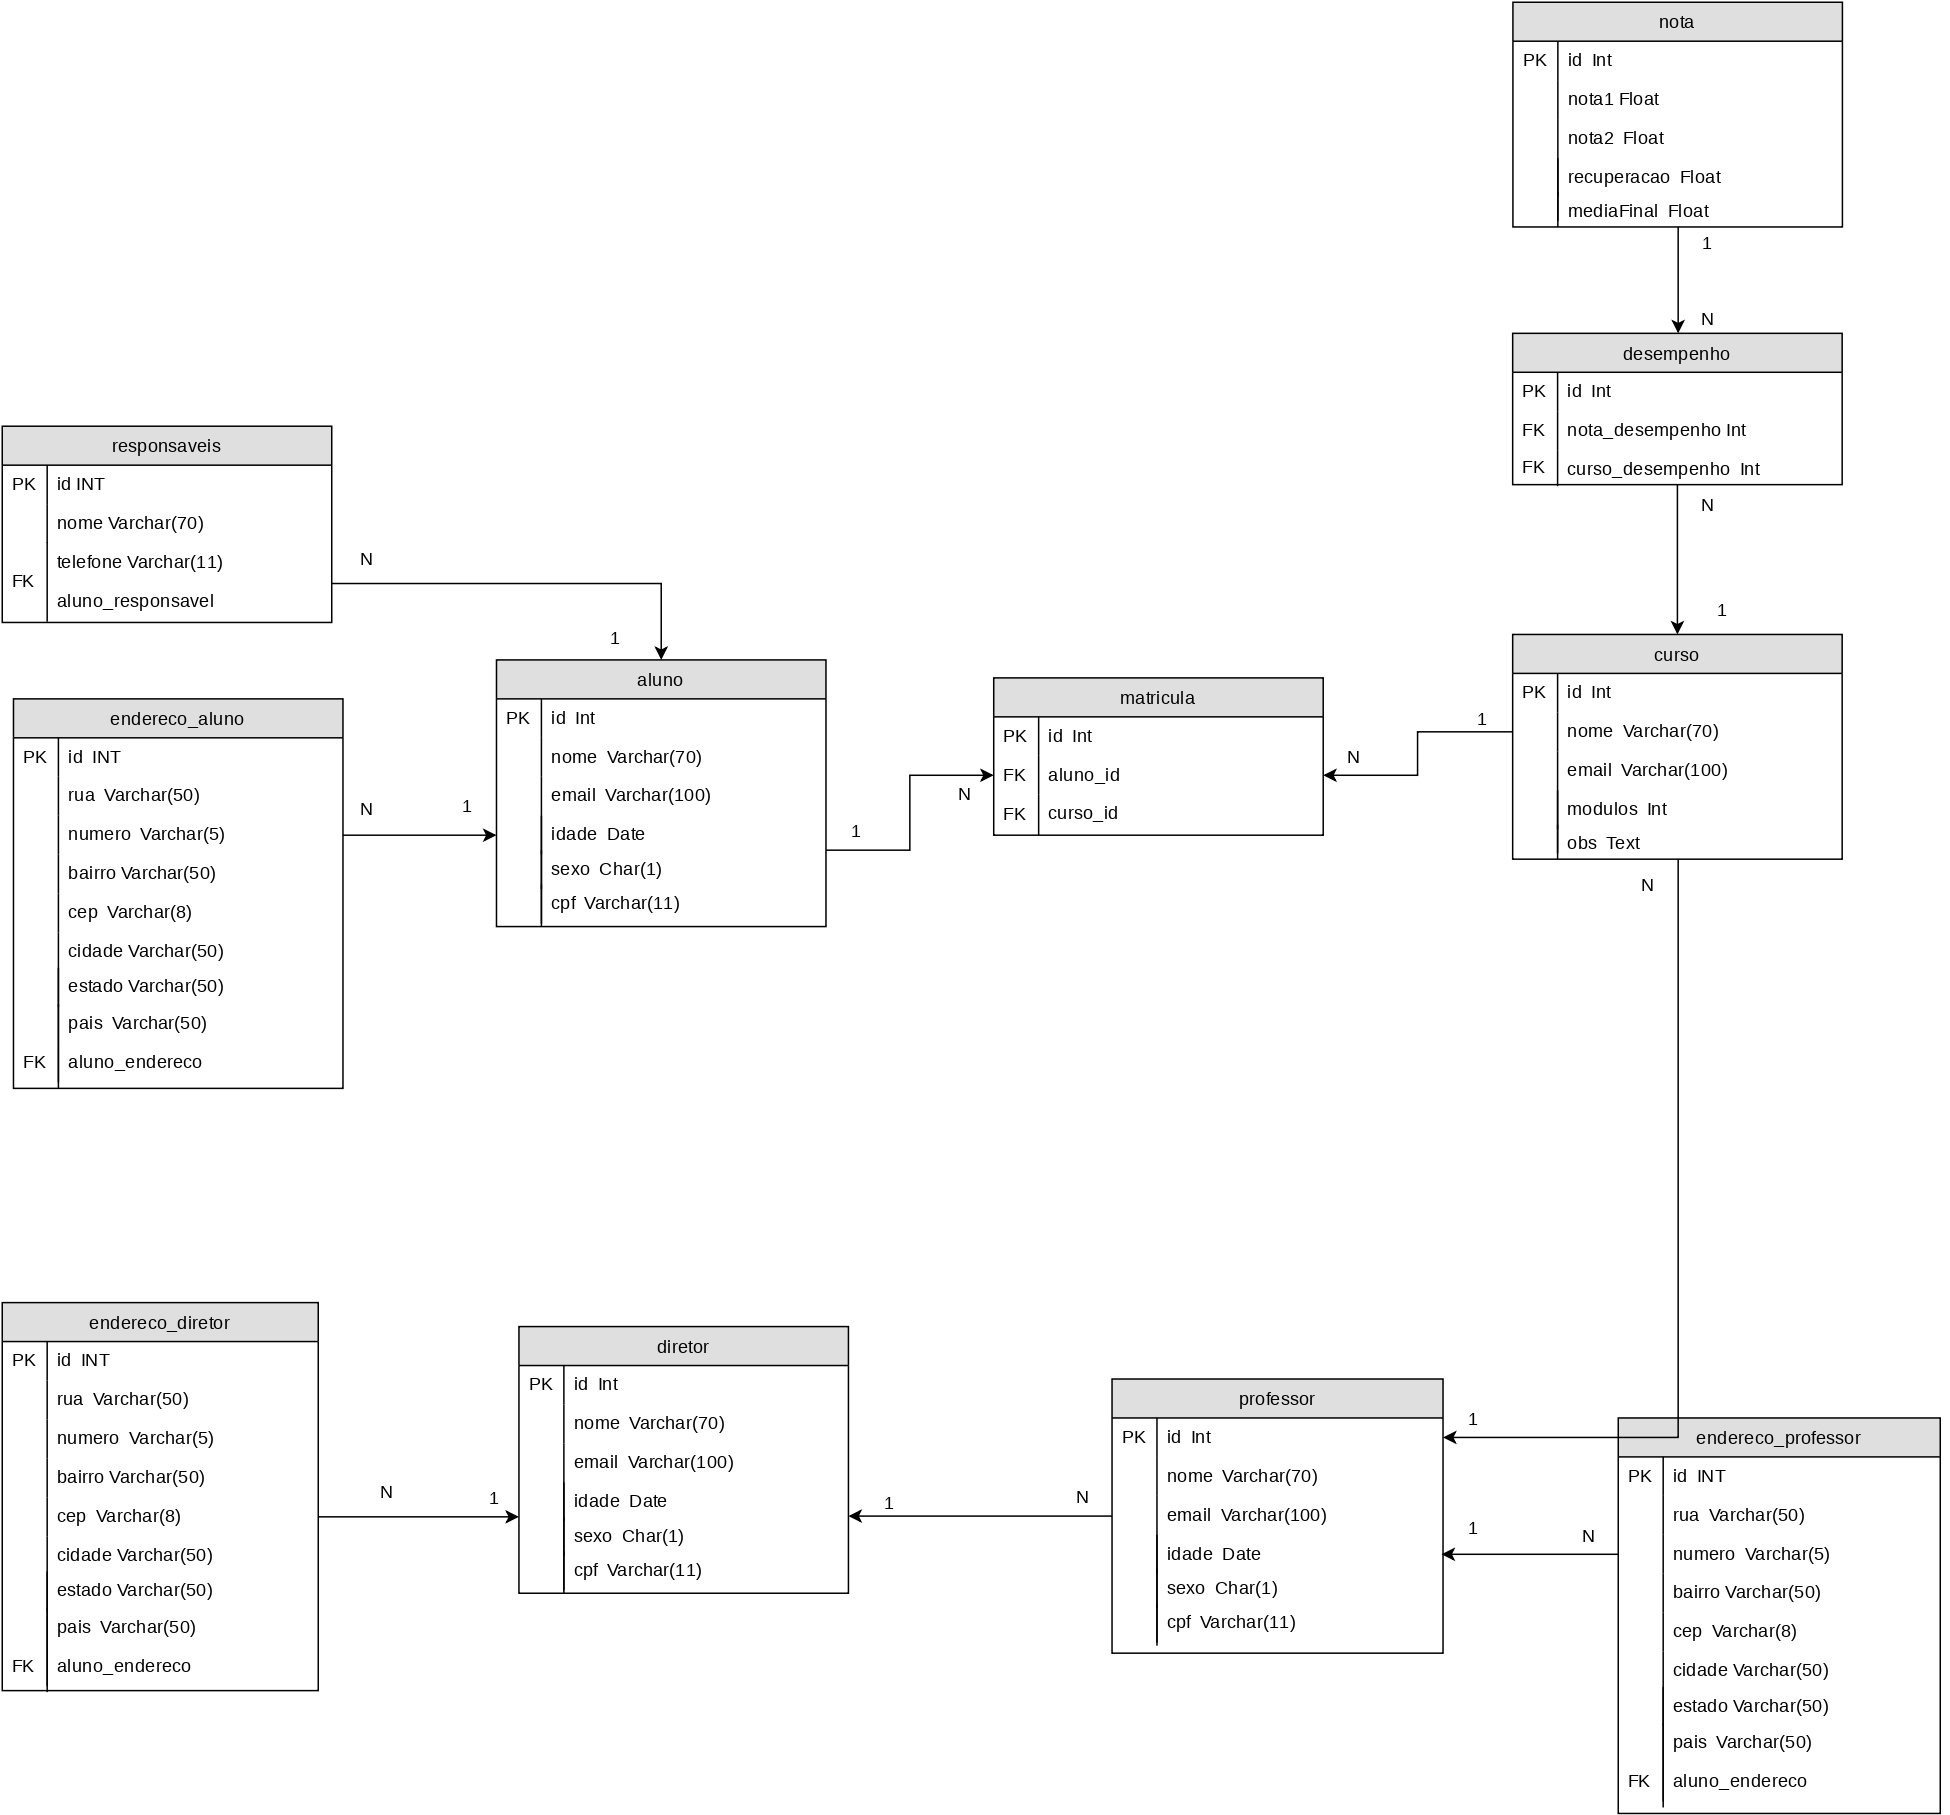 nota
PK id Int
nota1 Float
nota2 Float
recuperacao Float
mediaFinal Float
1
N
desempenho
PK id Int
FK nota_desempenho Int
FK curso_desempenho Int
N
1
responsaveis
PK id INT
nome Varchar(70)
telefone Varchar(11)
FK
aluno_responsavel
N
1
endereco_aluno
PK id INT
rua Varchar(50)
numero Varchar(5)
bairro Varchar(50)
cep Varchar(8)
cidade Varchar(50)
estado Varchar(50)
pais Varchar(50)
FK aluno_endereco
N
1
aluno
PK id Int
nome Varchar(70)
email Varchar(100)
idade Date
sexo Char(1)
cpf Varchar(11)
1
N
matricula
PK id Int
FK aluno_id
FK curso_id
N
1
curso
PK id Int
nome Varchar(70)
email Varchar(100)
modulos Int
obs Text
N
endereco_diretor
PK id INT
rua Varchar(50)
numero Varchar(5)
bairro Varchar(50)
cep Varchar(8)
cidade Varchar(50)
estado Varchar(50)
pais Varchar(50)
FK aluno_endereco
N
1
diretor
PK id Int
nome Varchar(70)
email Varchar(100)
idade Date
sexo Char(1)
cpf Varchar(11)
1
N
professor
PK id Int
nome Varchar(70)
email Varchar(100)
idade Date
sexo Char(1)
cpf Varchar(11)
1
1
N
endereco_professor
PK id INT
rua Varchar(50)
numero Varchar(5)
bairro Varchar(50)
cep Varchar(8)
cidade Varchar(50)
estado Varchar(50)
pais Varchar(50)
FK aluno_endereco